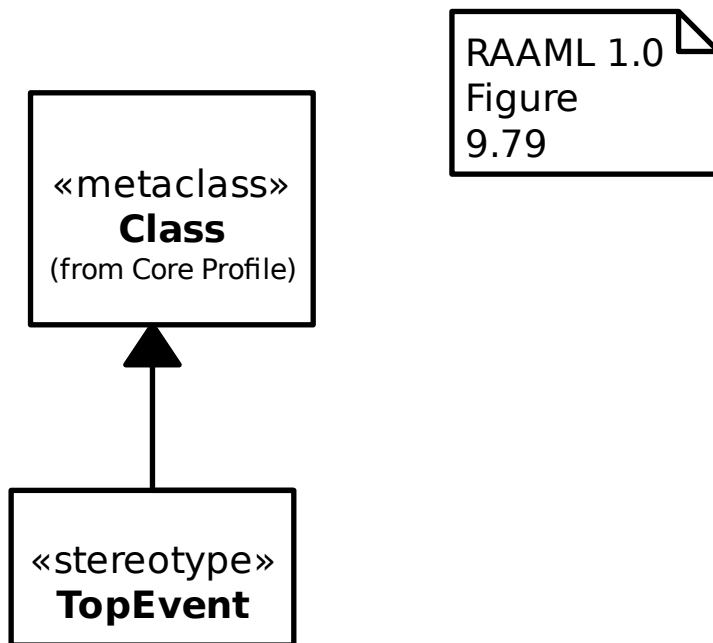 RAAML 1.0
Figure
9.79
«metaclass»
Class
(from Core Profile)
«stereotype»
TopEvent